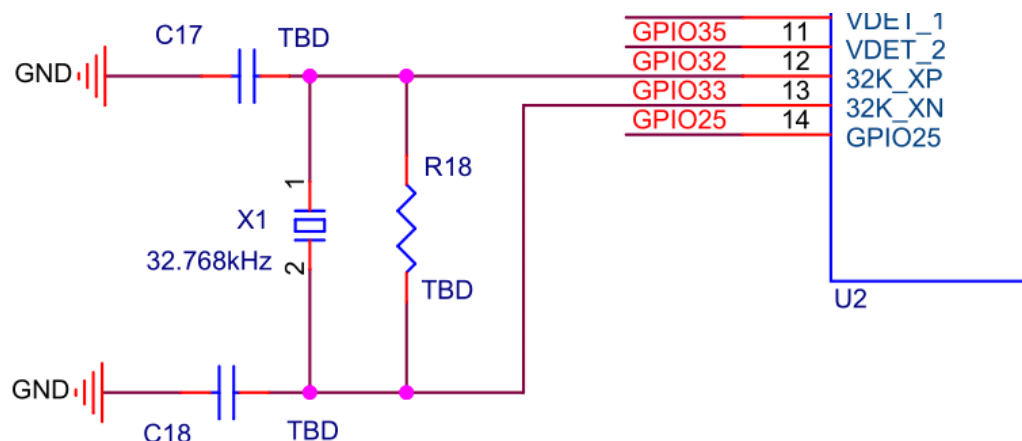 C17
TBD
GND
GPIO35
11
VDET_1
VDET_2
GPIO32
12
32K_XP
GPIO33
13
32K_XN
GPIO25
14
GPIO25
1
R18
X1
32.768kHz
2
TBD
U2
GND
C18
TBD